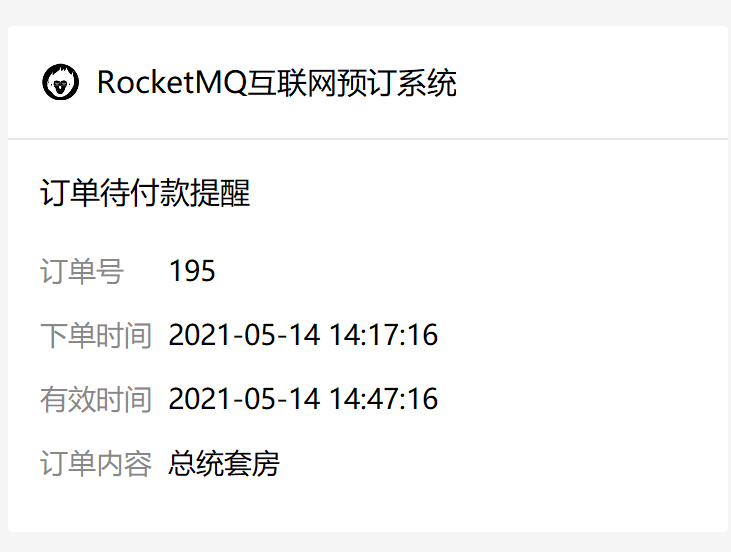 RocketMQ互联网预订系统
订单待付款提醒
订单号 195
下单时间 2021-05-14 14:17:16
有效时间 2021-05-14 14:47:16
订单内容 总统套房